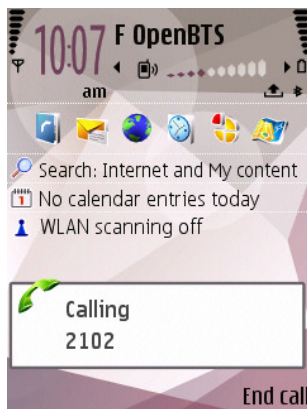 10:07 F OpenBTS
am
Search: Internet and My content
1 No calendar entries today
WLAN scanning off
Calling
2102
End call